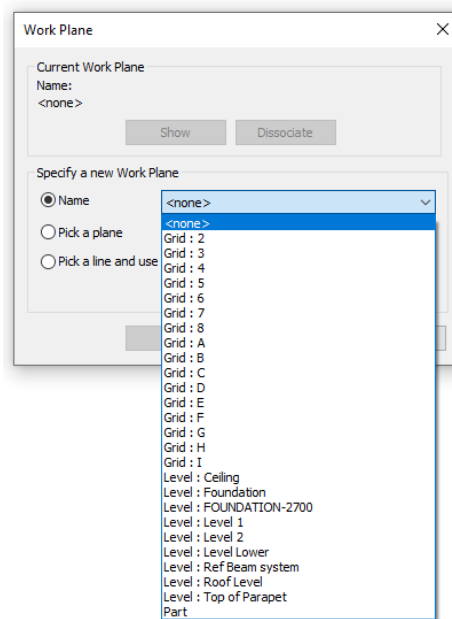 Work Plane
Current Work Plane
Name:
<none>
Show Dissociate
Specify a new Work Plane
Name <none>
Pick a plane
Pick a line and use
<none>
Grid : 2
Grid : 3
Grid : 4
Grid : 5
Grid : 6
Grid : 7
Grid : 8
Grid : A
Grid : B
Grid : C
Grid : D
Grid : E
Grid : F
Grid : G
Grid : H
Grid : I
Level : Ceiling
Level : Foundation
Level : FOUNDATION-2700
Level : Level 1
Level : Level 2
Level : Level Lower
Level : Ref Beam system
Level : Roof Level
Level : Top of Parapet
Part